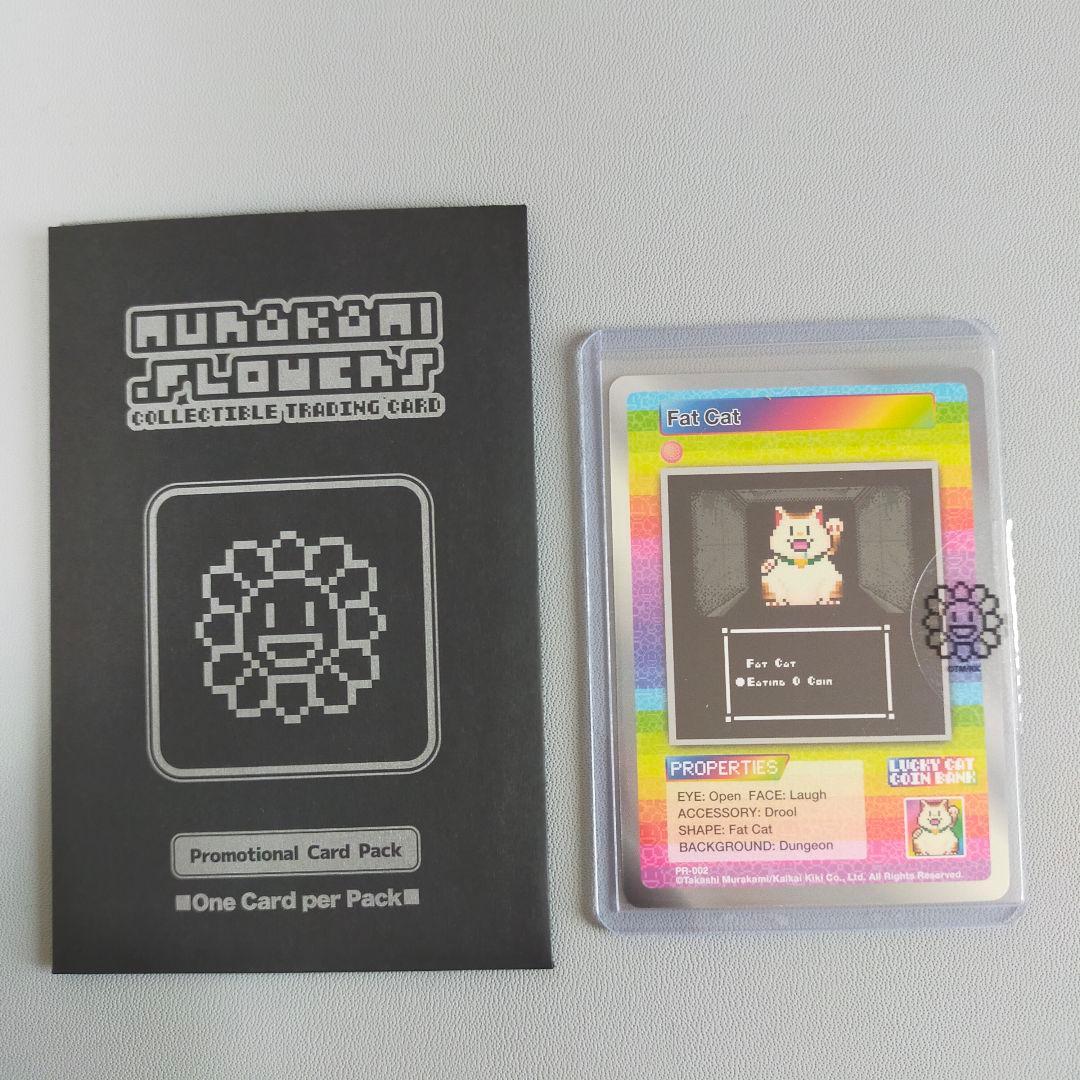 MURAKAMI
.FLOWERS
COLLECTIBLE TRADING CARD
Promotional Card Pack
■One Card per Pack■
Fat Cat
Fat Cat
●Eating A Coin
©TM/KK
PROPERTIES
LUCKY CAT
COIN BANK
EYE: Open FACE: Laugh
ACCESSORY: Drool
SHAPE: Fat Cat
BACKGROUND: Dungeon
PR-002
©Takashi Murakami/Kaikai Kiki Co., Ltd. All Rights Reserved.